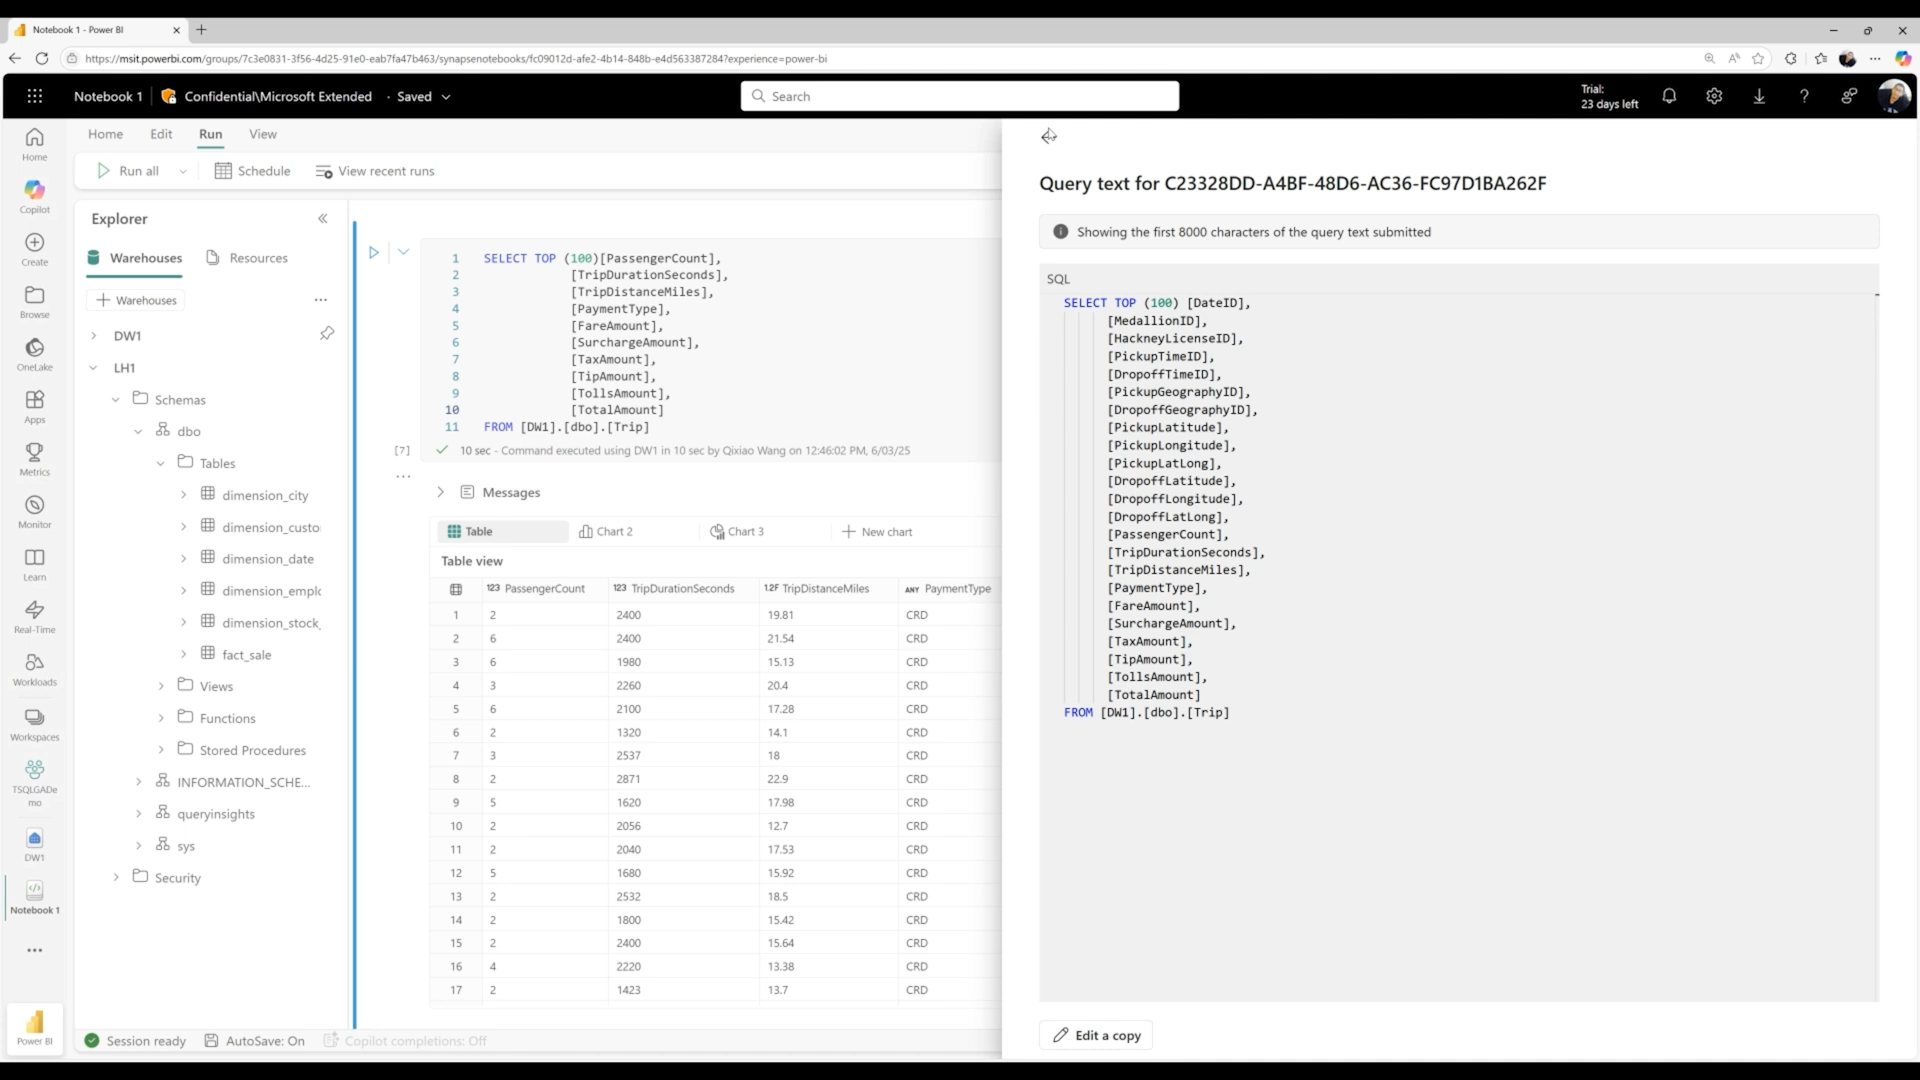 Notebook 1 - Power BI
https://msit.powerbi.com/groups/7c3e0831-3f56-4d25-91e0-eab7fa47b463/synapsenotebooks/fc09012d-afe2-4b14-848b-e4d563387284?experience=power-bi
Notebook 1 Confidential\Microsoft Extended · Saved
Search
Trial:
23 days left
Home
Copilot
Create
Browse
OneLake
Apps
Metrics
Monitor
Learn
Real-Time
Workloads
Workspaces
TSQLGADe
mo
DW1
Notebook 1
Power BI
Home Edit Run View
Run all Schedule View recent runs
Explorer
Warehouses Resources
Warehouses
DW1
LH1
Schemas
dbo
Tables
dimension_city
dimension_custo
dimension_date
dimension_emplo
dimension_stock_
fact_sale
Views
Functions
Stored Procedures
INFORMATION_SCHE...
queryinsights
sys
Security
1 SELECT TOP (100)[PassengerCount],
2 [TripDurationSeconds],
3 [TripDistanceMiles],
4 [PaymentType],
5 [FareAmount],
6 [SurchargeAmount],
7 [TaxAmount],
8 [TipAmount],
9 [TollsAmount],
10 [TotalAmount]
11 FROM [DW1].[dbo].[Trip]
[7] 10 sec - Command executed using DW1 in 10 sec by Qixiao Wang on 12:46:02 PM, 6/03/25
Messages
Table Chart 2 Chart 3 New chart
Table view
123 PassengerCount 123 TripDurationSeconds 1.2F TripDistanceMiles ANY PaymentType
1 2 2400 19.81 CRD
2 6 2400 21.54 CRD
3 6 1980 15.13 CRD
4 3 2260 20.4 CRD
5 6 2100 17.28 CRD
6 2 1320 14.1 CRD
7 3 2537 18 CRD
8 2 2871 22.9 CRD
9 5 1620 17.98 CRD
10 2 2056 12.7 CRD
11 2 2040 17.53 CRD
12 5 1680 15.92 CRD
13 2 2532 18.5 CRD
14 2 1800 15.42 CRD
15 2 2400 15.64 CRD
16 4 2220 13.38 CRD
17 2 1423 13.7 CRD
Session ready AutoSave: On Copilot completions: Off
Query text for C23328DD-A4BF-48D6-AC36-FC97D1BA262F
Showing the first 8000 characters of the query text submitted
SQL
SELECT TOP (100) [DateID],
[MedallionID],
[HackneyLicenseID],
[PickupTimeID],
[DropoffTimeID],
[PickupGeographyID],
[DropoffGeographyID],
[PickupLatitude],
[PickupLongitude],
[PickupLatLong],
[DropoffLatitude],
[DropoffLongitude],
[DropoffLatLong],
[PassengerCount],
[TripDurationSeconds],
[TripDistanceMiles],
[PaymentType],
[FareAmount],
[SurchargeAmount],
[TaxAmount],
[TipAmount],
[TollsAmount],
[TotalAmount]
FROM [DW1].[dbo].[Trip]
Edit a copy